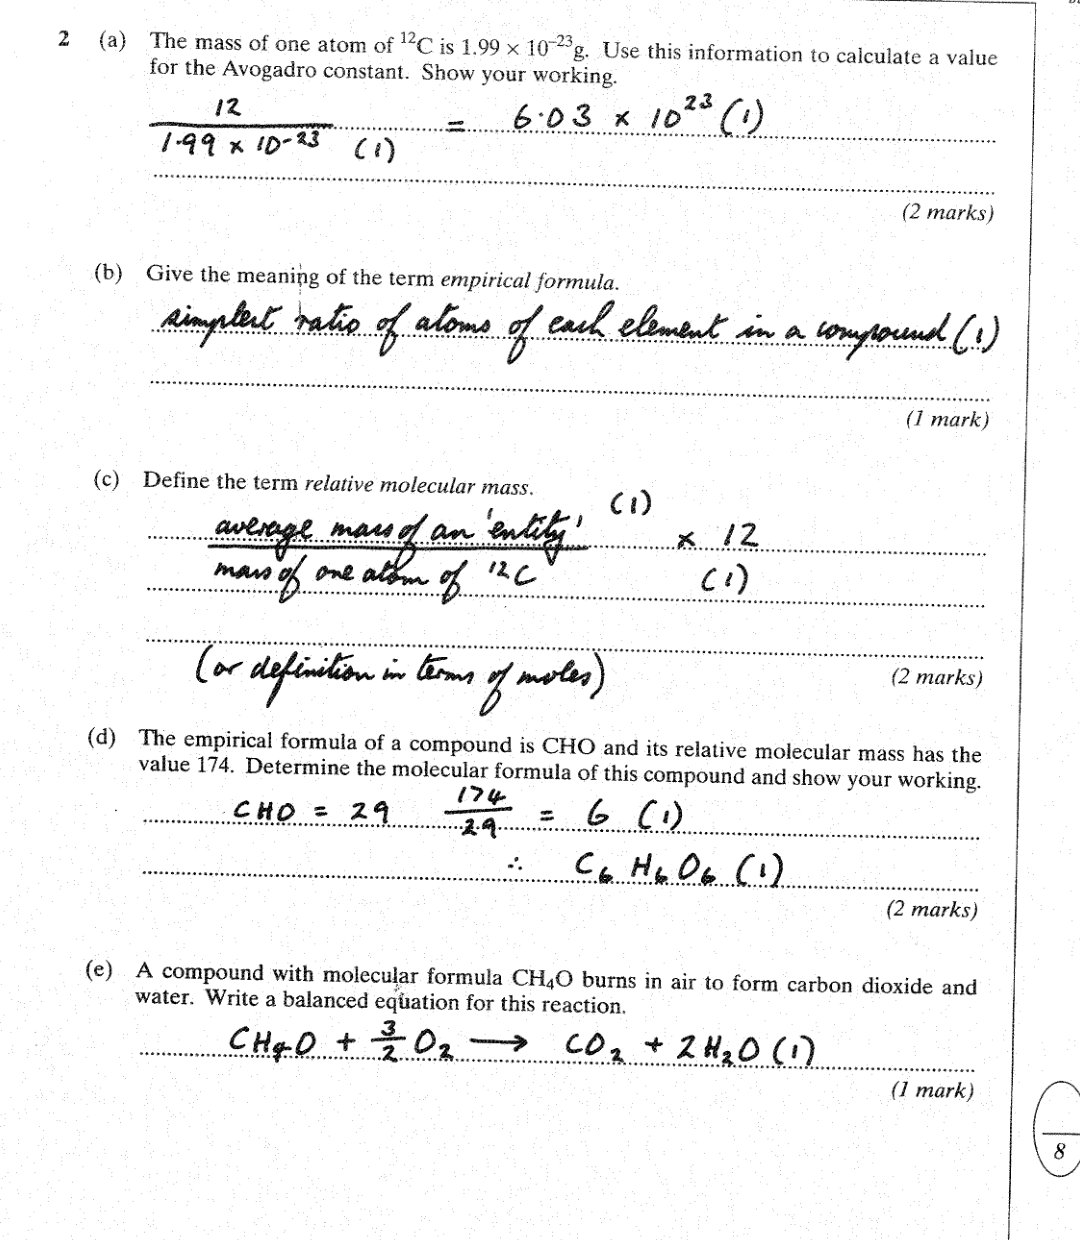 2 (a) The mass of one atom of ¹²C is 1.99 × 10⁻²³g. Use this information to calculate a value
for the Avogadro constant. Show your working.
12
───────── = 6.03 × 10²³ (1)
1.99 × 10-23 (1)
(2 marks)
(b) Give the meaning of the term empirical formula.
simplest ratio of atoms of each element in a compound (1)
(1 mark)
(c) Define the term relative molecular mass.
average mass of an 'entity' (1) × 12
mass of one atom of ¹²C (1)
(or definition in terms of moles)
(2 marks)
(d) The empirical formula of a compound is CHO and its relative molecular mass has the
value 174. Determine the molecular formula of this compound and show your working.
CHO = 29 174/29 = 6 (1)
∴ C₆H₆O₆ (1)
(2 marks)
(e) A compound with molecular formula CH₄O burns in air to form carbon dioxide and
water. Write a balanced equation for this reaction.
CH₄O + 3/2 O₂ ⟶ CO₂ + 2H₂O (1)
(1 mark)
8